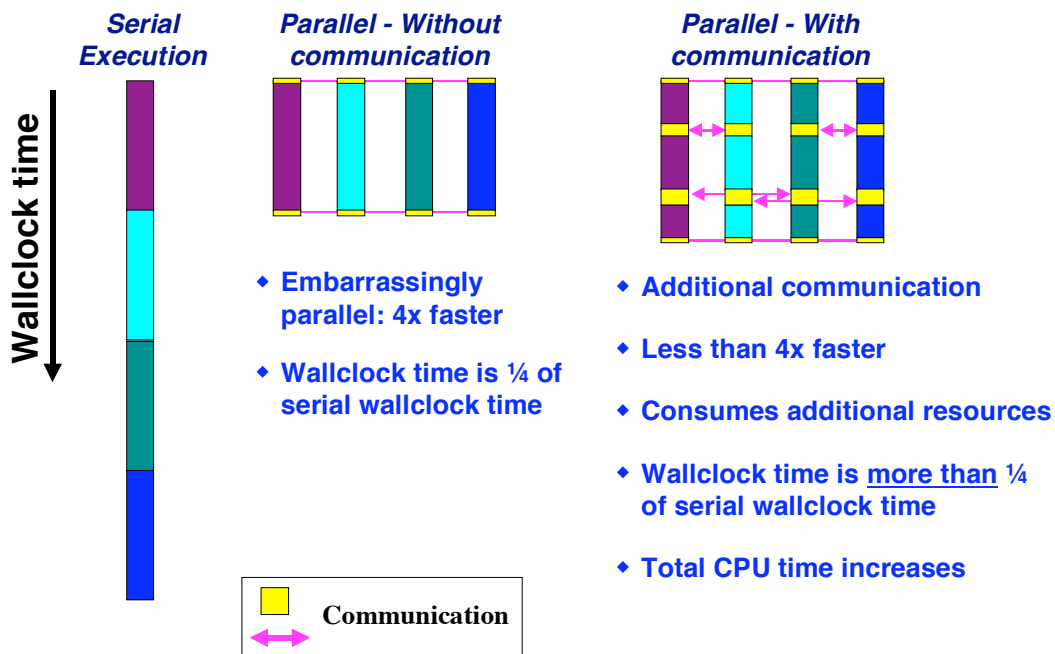 Serial
Execution
Parallel - Without
communication
Parallel - With
communication
Wallclock time
◆ Embarrassingly
parallel: 4x faster
◆ Wallclock time is ¼ of
serial wallclock time
◆ Additional communication
◆ Less than 4x faster
◆ Consumes additional resources
◆ Wallclock time is more than ¼
of serial wallclock time
◆ Total CPU time increases
Communication